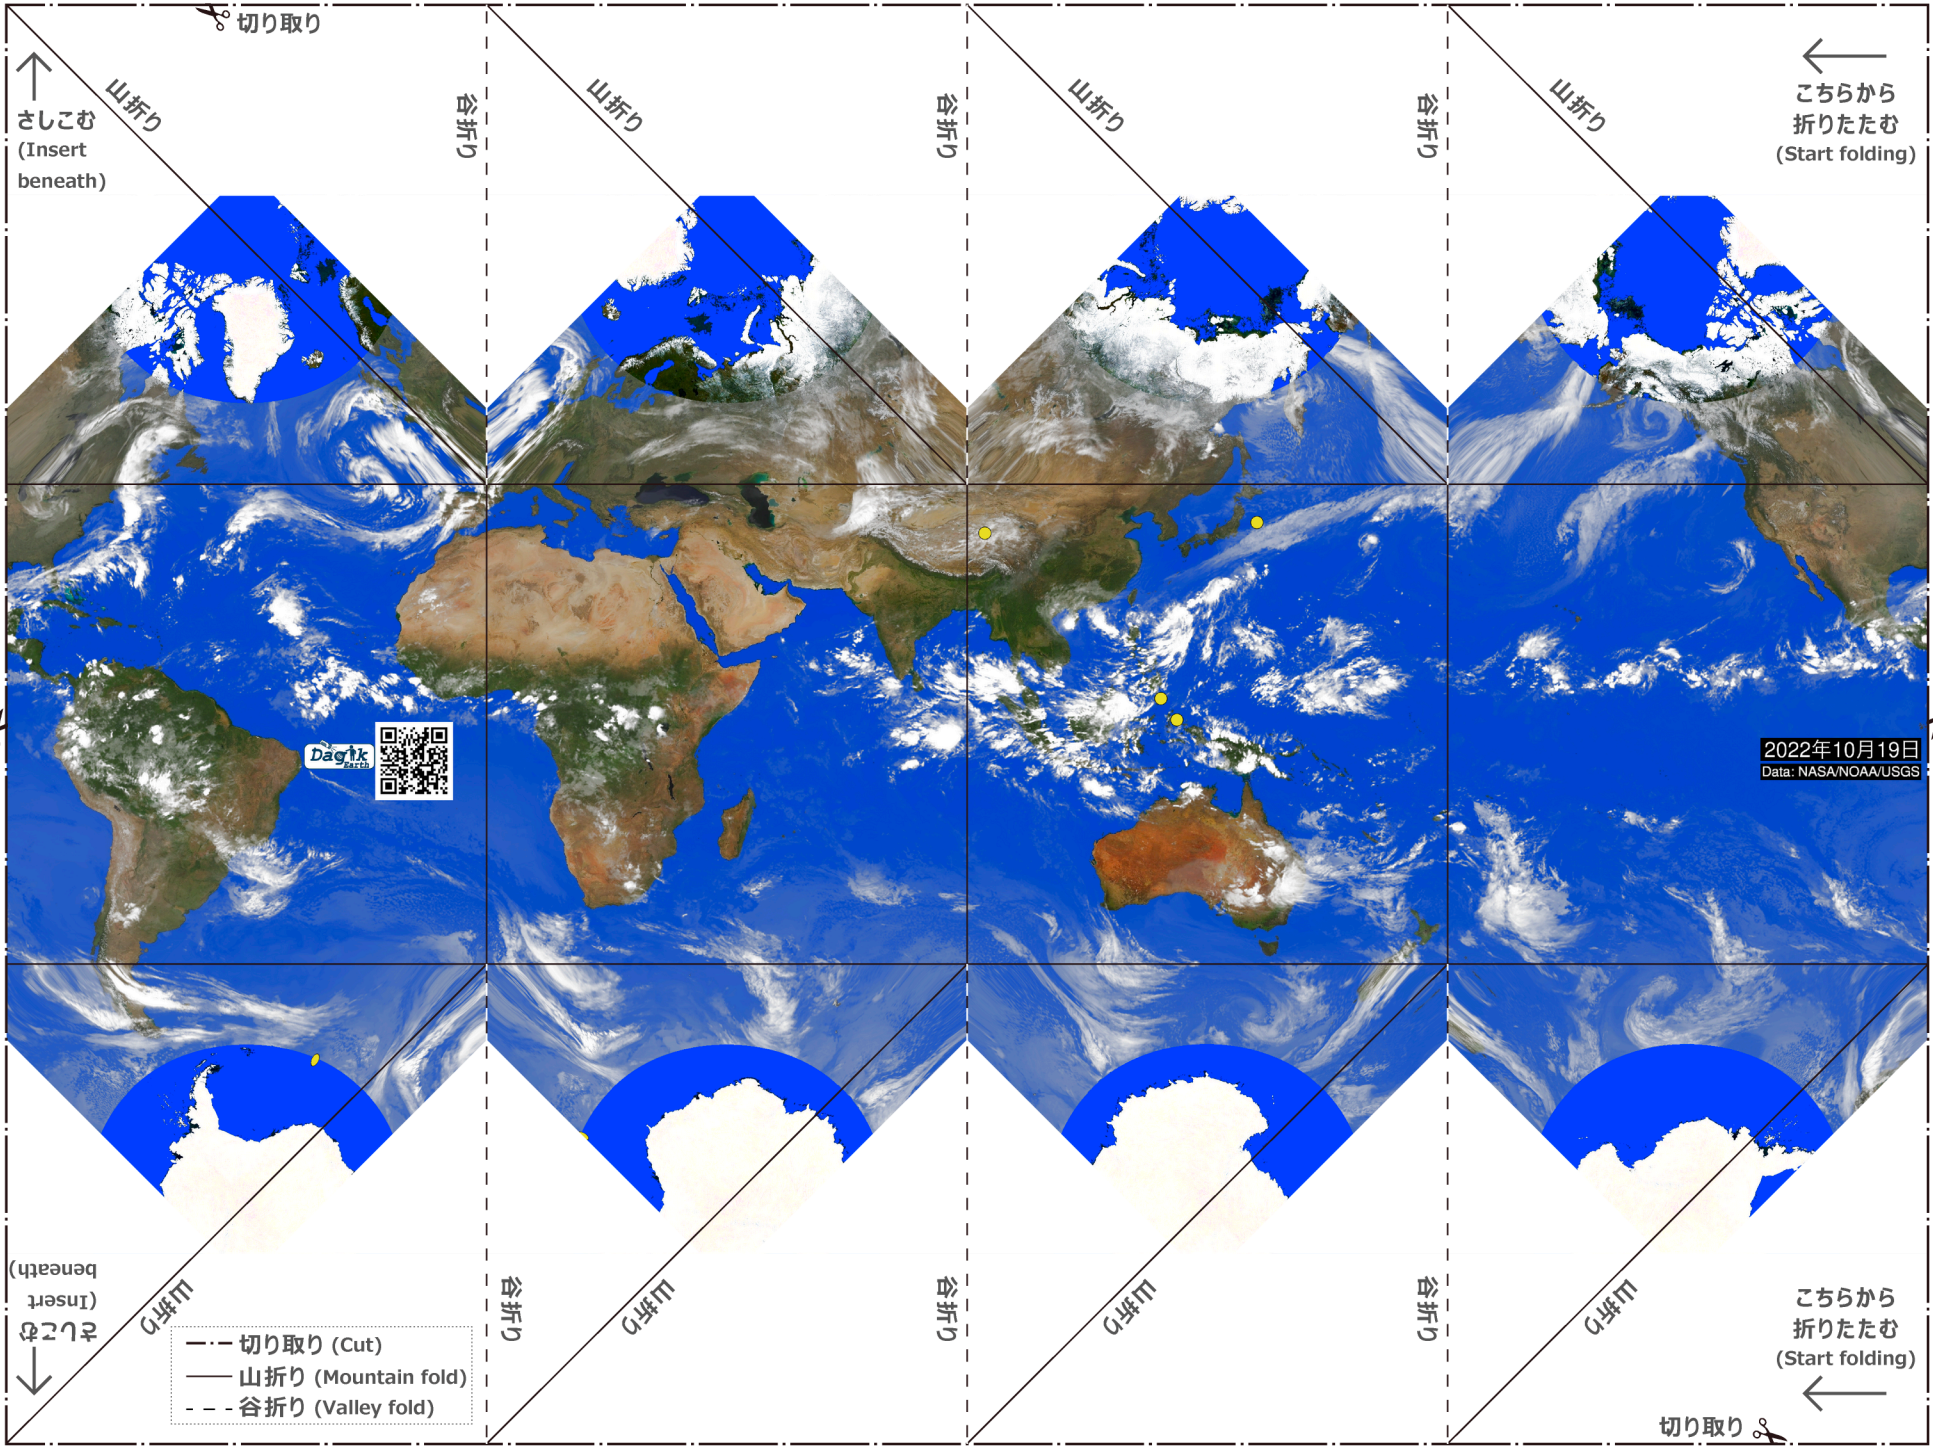 切り取り
山折り
谷折り
山折り
谷折り
山折り
谷折り
山折り
さしこむ
(Insert
beneath)
こちらから
折りたたむ
(Start folding)
Dagik
Earth
2022年10月19日
Data: NASA/NOAA/USGS
さしこむ
(Insert
beneath)
山折り
谷折り
山折り
谷折り
山折り
谷折り
山折り
こちらから
折りたたむ
(Start folding)
切り取り (Cut)
山折り (Mountain fold)
谷折り (Valley fold)
切り取り